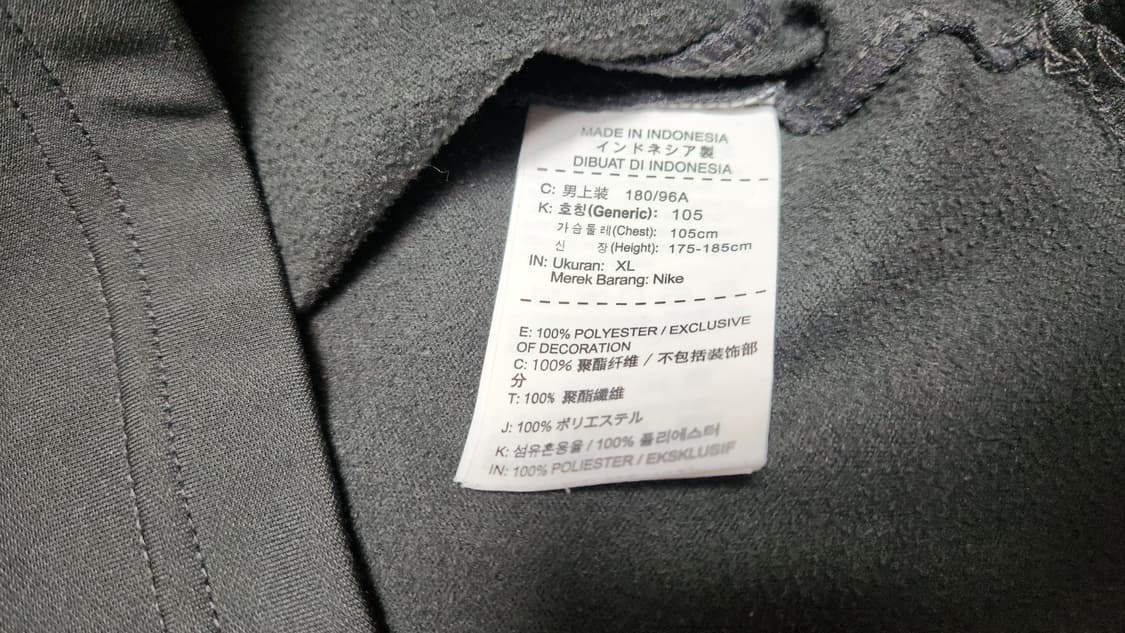 MADE IN INDONESIA
インドネシア製
DIBUAT DI INDONESIA
C: 男上装 180/96A
K: 호칭(Generic): 105
가슴둘레(Chest): 105cm
신 장(Height): 175-185cm
IN: Ukuran: XL
Merek Barang: Nike
E: 100% POLYESTER / EXCLUSIVE
OF DECORATION
C: 100% 聚酯纤维 / 不包括装饰部
分
T: 100% 聚酯纖維
J: 100% ポリエステル
K: 섬유혼용율 / 100% 폴리에스터
IN: 100% POLIESTER / EKSKLUSIF